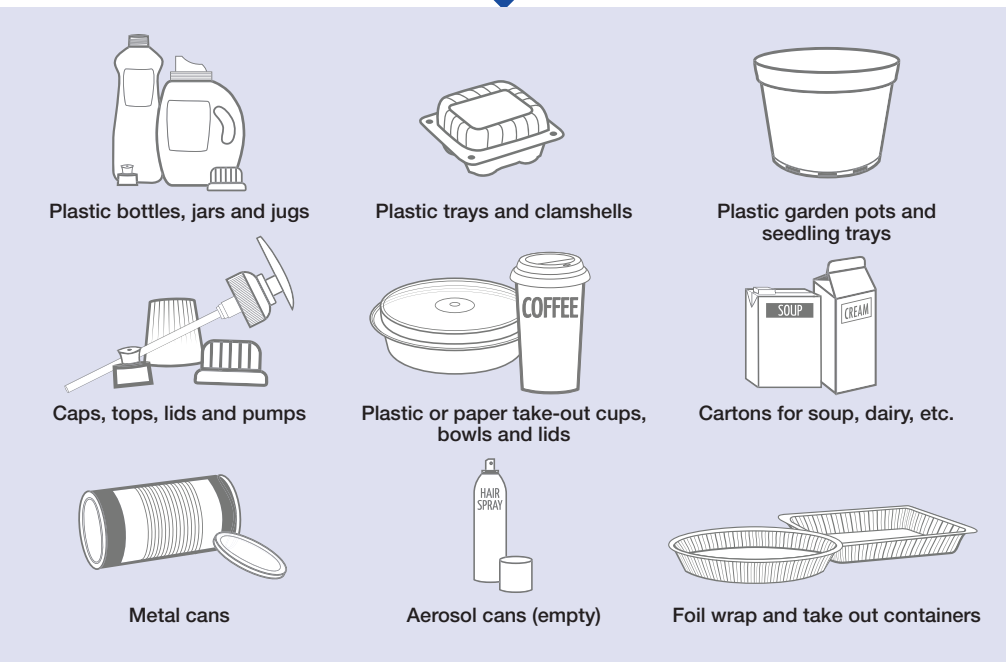 Plastic bottles, jars and jugs
Plastic trays and clamshells
Plastic garden pots and
seedling trays
COFFEE
SOUP
CREAM
Caps, tops, lids and pumps
Plastic or paper take-out cups,
bowls and lids
Cartons for soup, dairy, etc.
HAIR
SPRAY
Metal cans
Aerosol cans (empty)
Foil wrap and take out containers